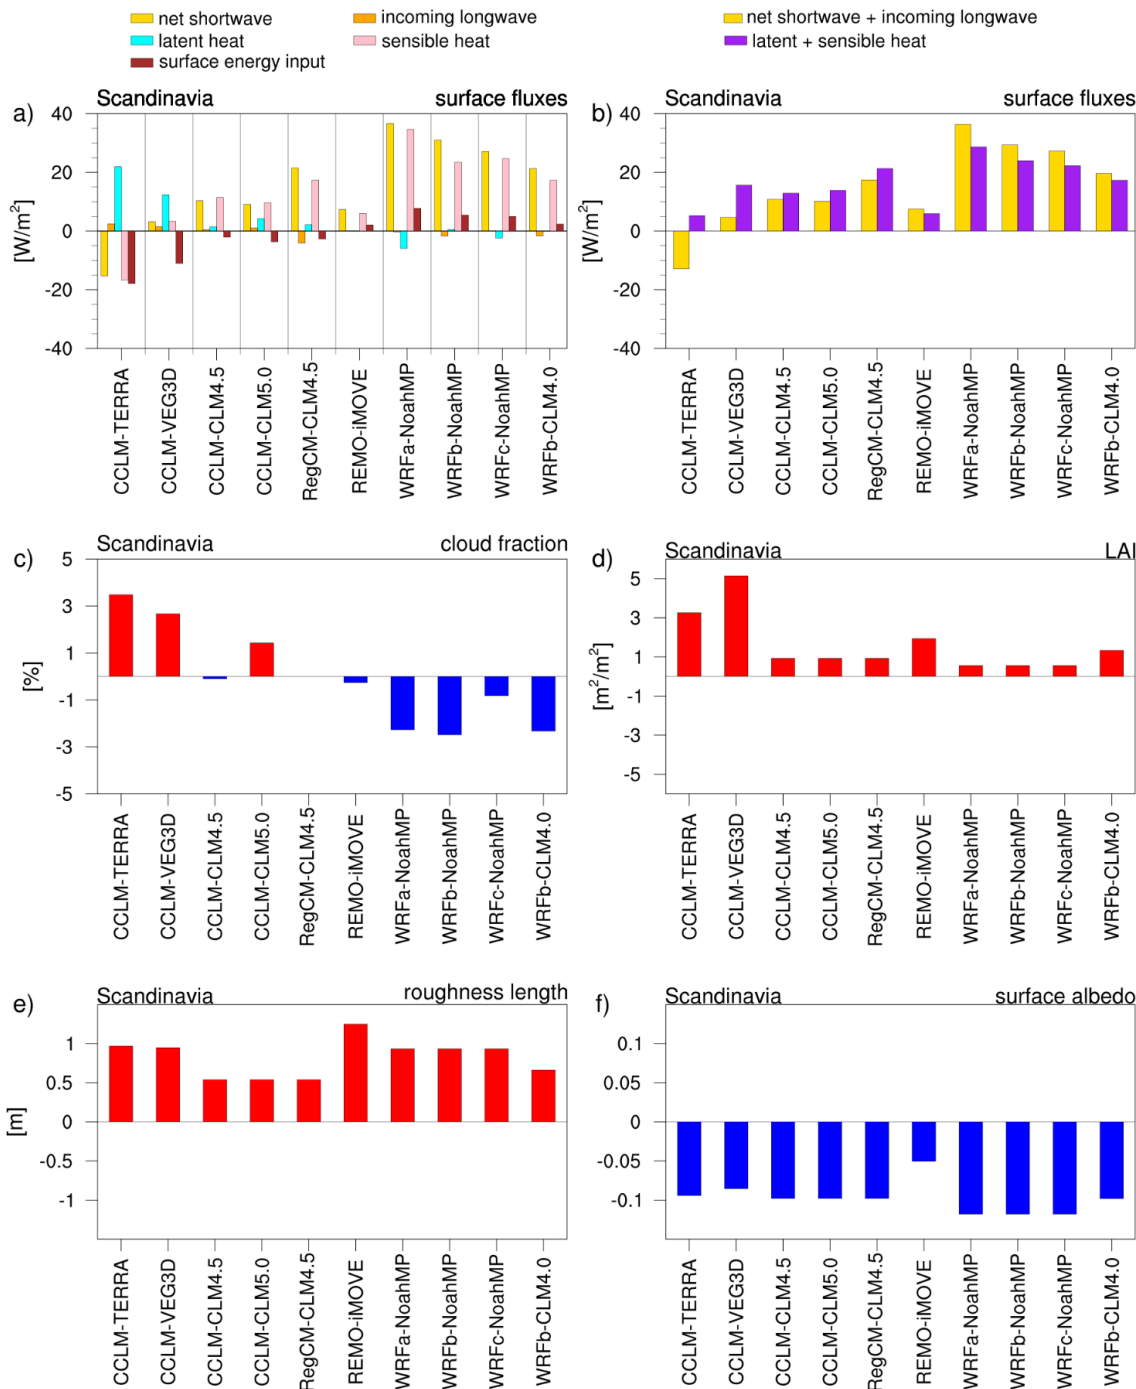 net shortwave
incoming longwave
net shortwave + incoming longwave
latent heat
sensible heat
latent + sensible heat
surface energy input
a)
Scandinavia
surface fluxes
40
20
0
-20
-40
[W/m²]
CCLM-TERRA
CCLM-VEG3D
CCLM-CLM4.5
CCLM-CLM5.0
RegCM-CLM4.5
REMO-iMOVE
WRFa-NoahMP
WRFb-NoahMP
WRFc-NoahMP
WRFb-CLM4.0
b)
Scandinavia
surface fluxes
40
20
0
-20
-40
[W/m²]
CCLM-TERRA
CCLM-VEG3D
CCLM-CLM4.5
CCLM-CLM5.0
RegCM-CLM4.5
REMO-iMOVE
WRFa-NoahMP
WRFb-NoahMP
WRFc-NoahMP
WRFb-CLM4.0
c)
Scandinavia
cloud fraction
5
3
1
-1
-3
-5
[%]
CCLM-TERRA
CCLM-VEG3D
CCLM-CLM4.5
CCLM-CLM5.0
RegCM-CLM4.5
REMO-iMOVE
WRFa-NoahMP
WRFb-NoahMP
WRFc-NoahMP
WRFb-CLM4.0
d)
Scandinavia
LAI
5
3
1
-1
-3
-5
[m²/m²]
CCLM-TERRA
CCLM-VEG3D
CCLM-CLM4.5
CCLM-CLM5.0
RegCM-CLM4.5
REMO-iMOVE
WRFa-NoahMP
WRFb-NoahMP
WRFc-NoahMP
WRFb-CLM4.0
e)
Scandinavia
roughness length
1
0.5
0
-0.5
-1
[m]
CCLM-TERRA
CCLM-VEG3D
CCLM-CLM4.5
CCLM-CLM5.0
RegCM-CLM4.5
REMO-iMOVE
WRFa-NoahMP
WRFb-NoahMP
WRFc-NoahMP
WRFb-CLM4.0
f)
Scandinavia
surface albedo
0.1
0.05
0
-0.05
-0.1
CCLM-TERRA
CCLM-VEG3D
CCLM-CLM4.5
CCLM-CLM5.0
RegCM-CLM4.5
REMO-iMOVE
WRFa-NoahMP
WRFb-NoahMP
WRFc-NoahMP
WRFb-CLM4.0